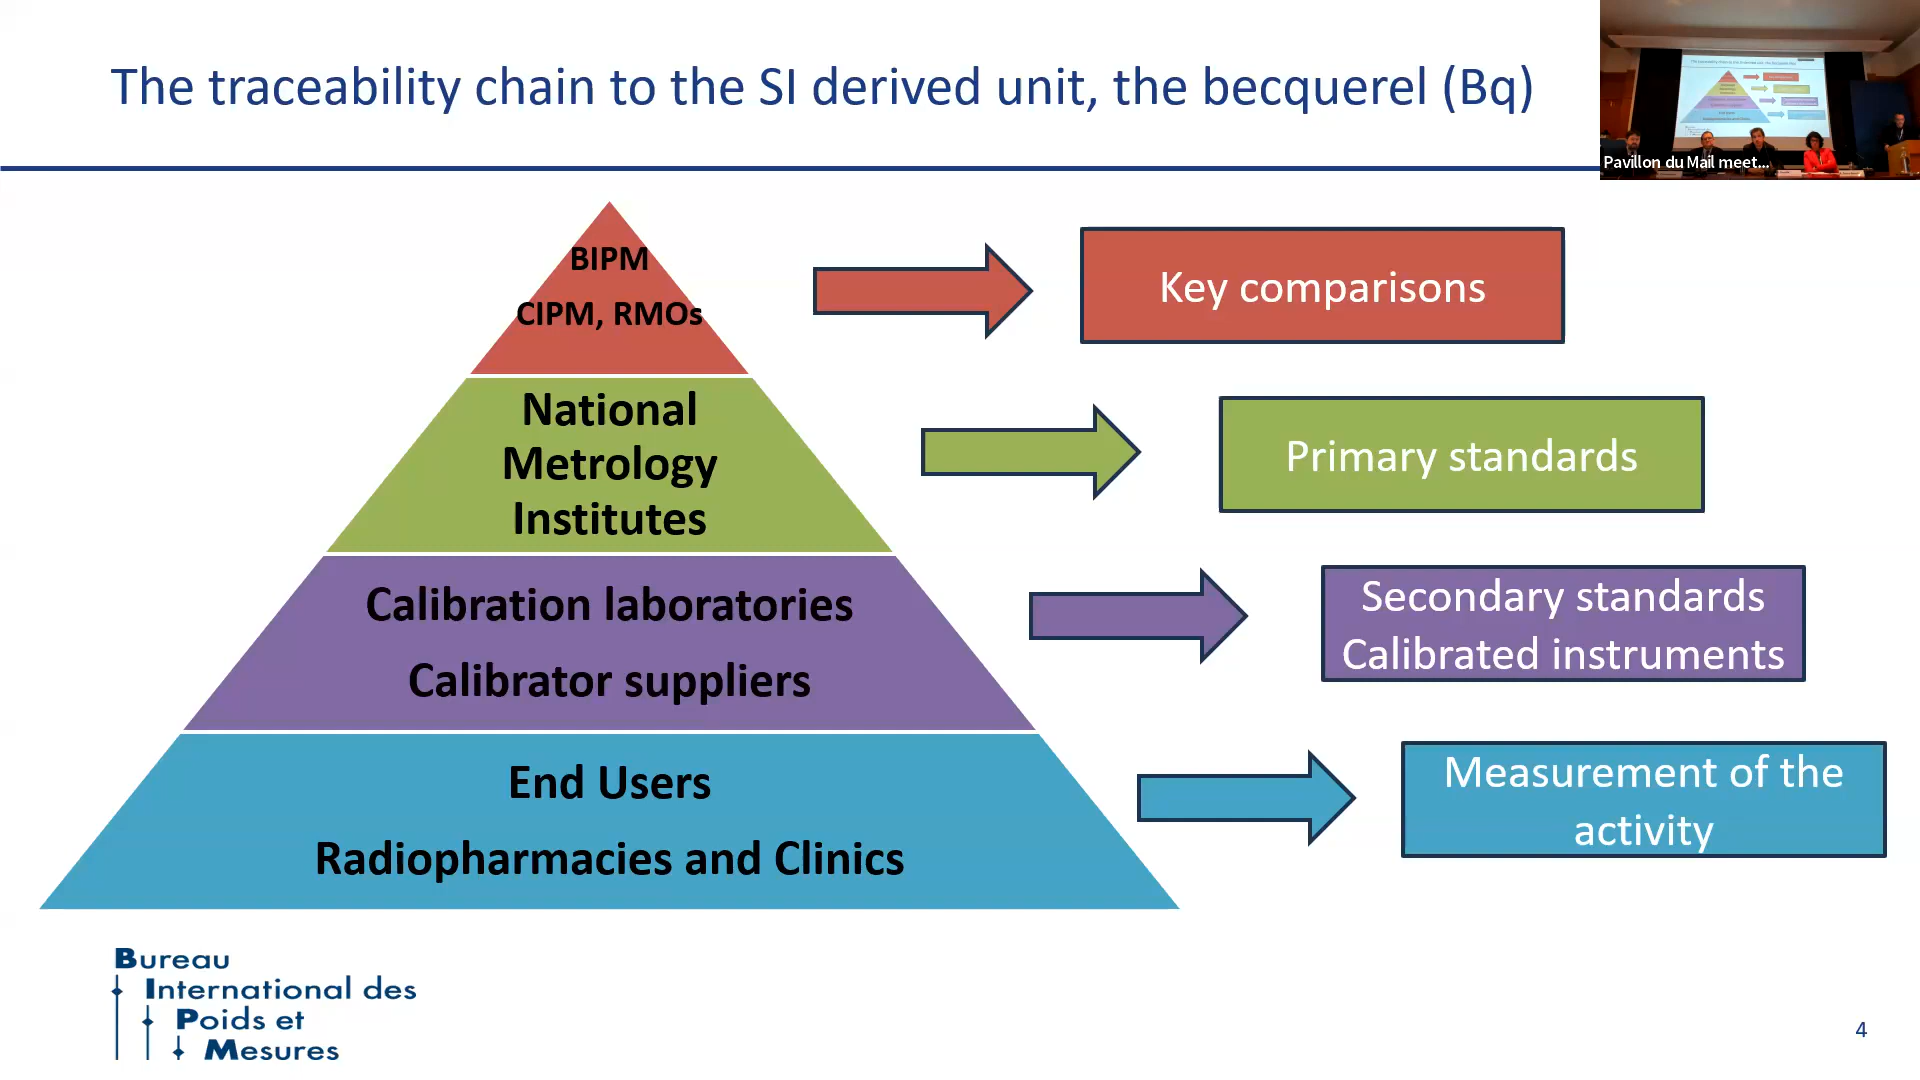 The traceability chain to the SI derived unit, the becquerel (Bq)
Pavillon du Mail meet...
BIPM
CIPM, RMOs
Key comparisons
National
Metrology
Institutes
Primary standards
Calibration laboratories
Calibrator suppliers
Secondary standards
Calibrated instruments
End Users
Radiopharmacies and Clinics
Measurement of the
activity
Bureau
International des
Poids et
Mesures
4